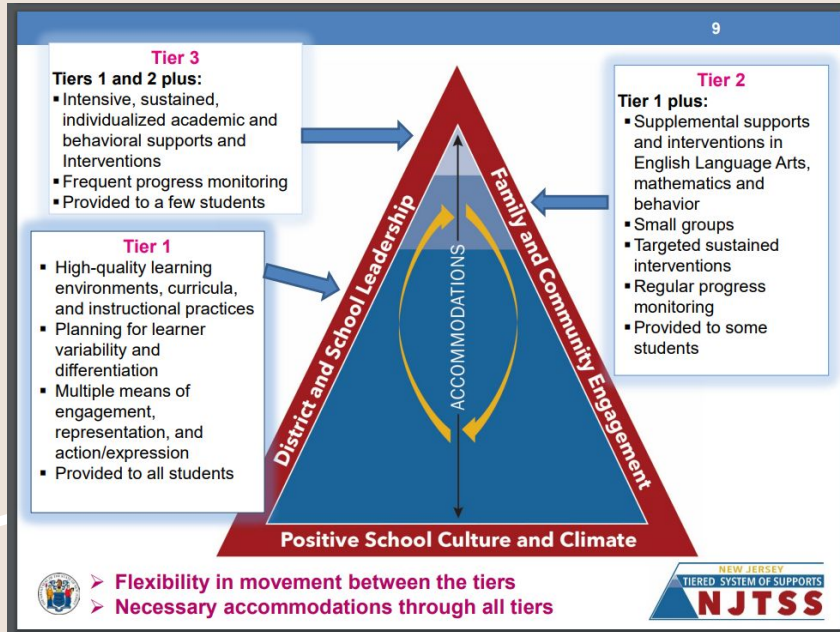 9
Tier 3
Tiers 1 and 2 plus:
▪ Intensive, sustained,
individualized academic and
behavioral supports and
Interventions
▪ Frequent progress monitoring
▪ Provided to a few students
Tier 2
Tier 1 plus:
▪ Supplemental supports
and interventions in
English Language Arts,
mathematics and
behavior
▪ Small groups
▪ Targeted sustained
interventions
▪ Regular progress
monitoring
▪ Provided to some
students
Tier 1
▪ High-quality learning
environments, curricula,
and instructional practices
▪ Planning for learner
variability and
differentiation
▪ Multiple means of
engagement,
representation, and
action/expression
▪ Provided to all students
District and School Leadership
ACCOMMODATIONS
Family and Community Engagement
Positive School Culture and Climate
➢ Flexibility in movement between the tiers
➢ Necessary accommodations through all tiers
NEW JERSEY
TIERED SYSTEM OF SUPPORTS
NJTSS